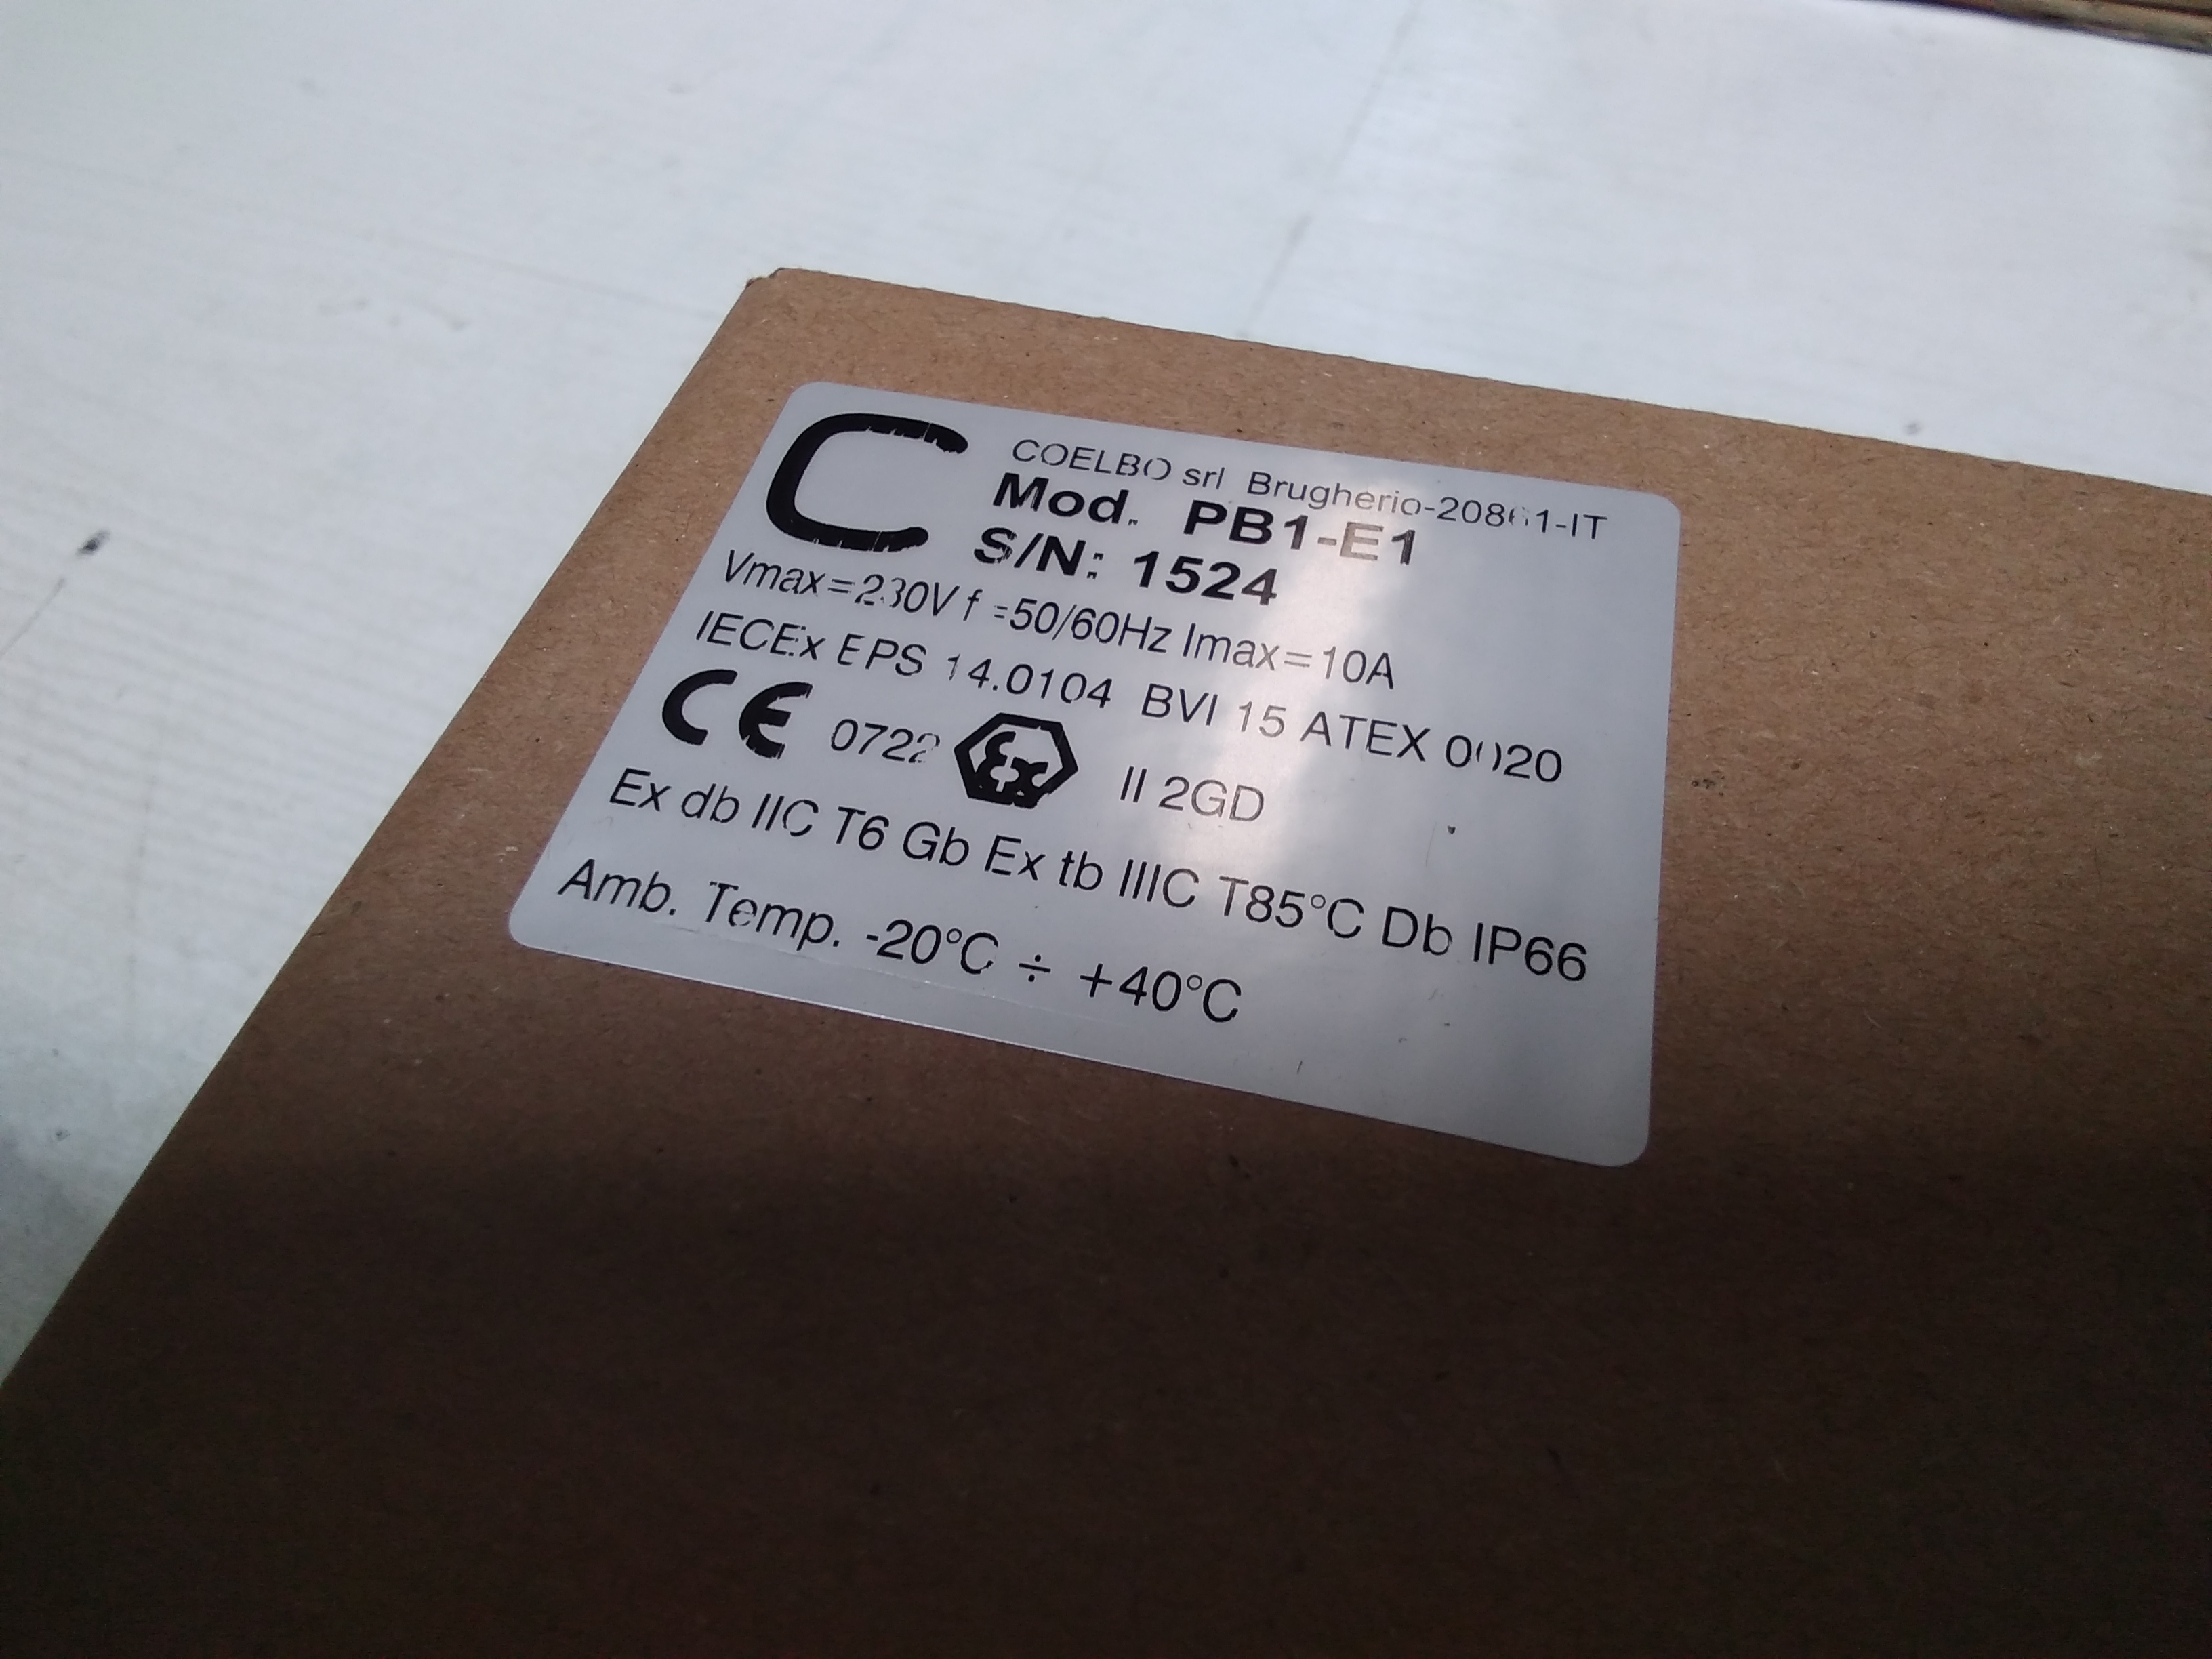 C
COELBO srl Brugherio-20861-IT
Mod. PB1-E1
S/N: 1524
Vmax=230V f =50/60Hz Imax=10A
IECEx EPS 14.0104 BVI 15 ATEX 0020
CE 0722 Ex II 2GD
Ex db IIC T6 Gb Ex tb IIIC T85°C Db IP66
Amb. Temp. -20°C ÷ +40°C